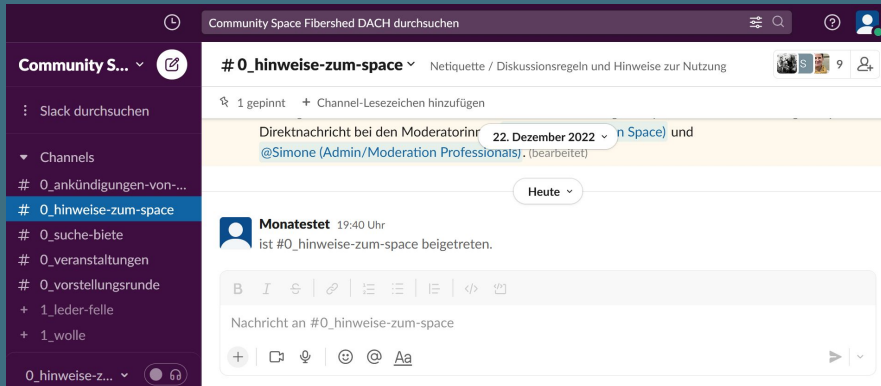 Community Space Fibershed DACH durchsuchen
Community S...
Slack durchsuchen
Channels
# 0_ankündigungen-von-...
# 0_hinweise-zum-space
# 0_suche-biete
# 0_veranstaltungen
# 0_vorstellungsrunde
+ 1_leder-felle
+ 1_wolle
0_hinweise-z...
# 0_hinweise-zum-space Netiquette / Diskussionsregeln und Hinweise zur Nutzung
S 9
1 gepinnt + Channel-Lesezeichen hinzufügen
Direktnachricht bei den Moderatorinn 22. Dezember 2022 n Space) und
@Simone (Admin/Moderation Professionals). (bearbeitet)
Heute
Monatestet 19:40 Uhr
ist #0_hinweise-zum-space beigetreten.
B I S </>
Nachricht an #0_hinweise-zum-space
+ @ Aa